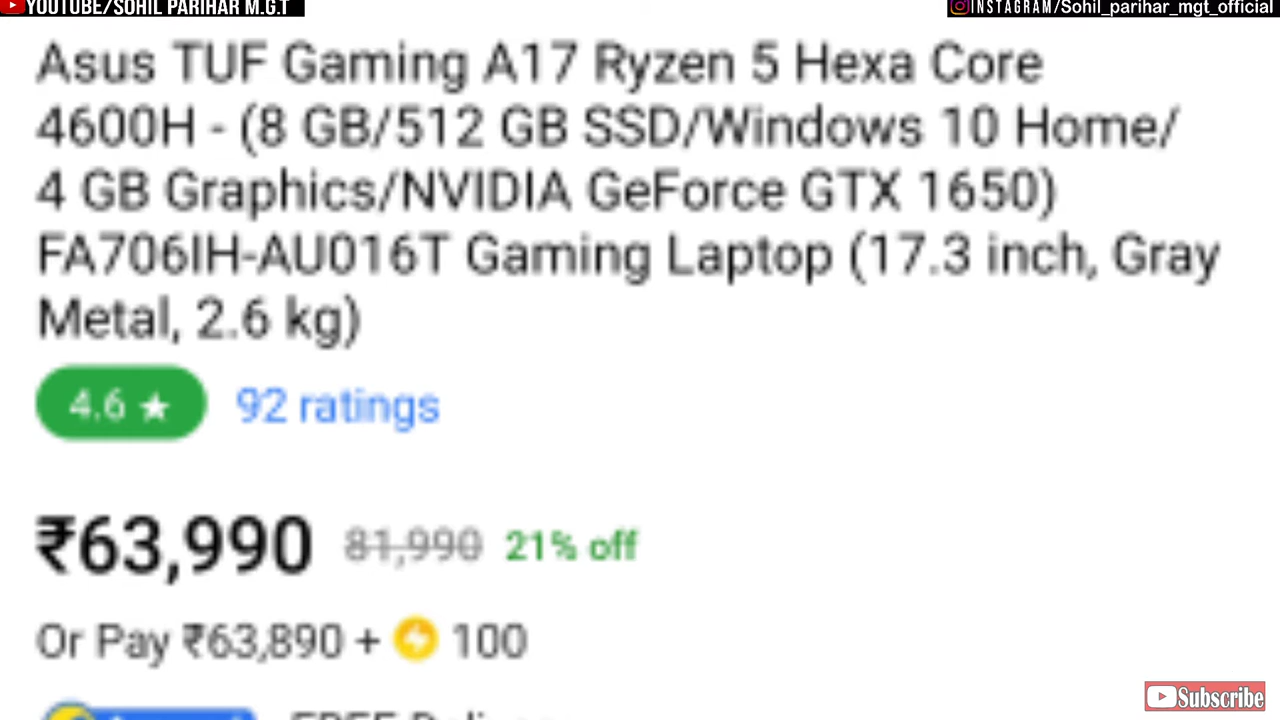 YOUTUBE/SOHIL PARIHAR M.G.T
INSTAGRAM/Sohil_parihar_mgt_official
Asus TUF Gaming A17 Ryzen 5 Hexa Core
4600H - (8 GB/512 GB SSD/Windows 10 Home/
4 GB Graphics/NVIDIA GeForce GTX 1650)
FA706IH-AU016T Gaming Laptop (17.3 inch, Gray
Metal, 2.6 kg)
4.6 ★ 92 ratings
₹63,990 81,990 21% off
Or Pay ₹63,890 + 100
FREE
Subscribe